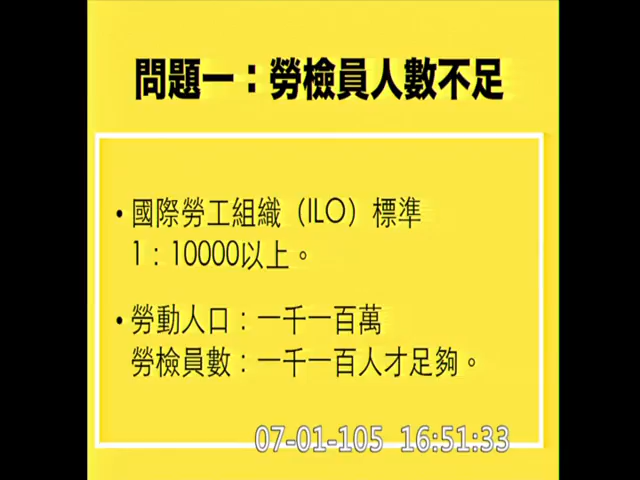 問題一：勞檢員人數不足
• 國際勞工組織（ILO）標準
1：10000以上。
• 勞動人口：一千一百萬
勞檢員數：一千一百人才足夠。
07-01-105 16:51:33